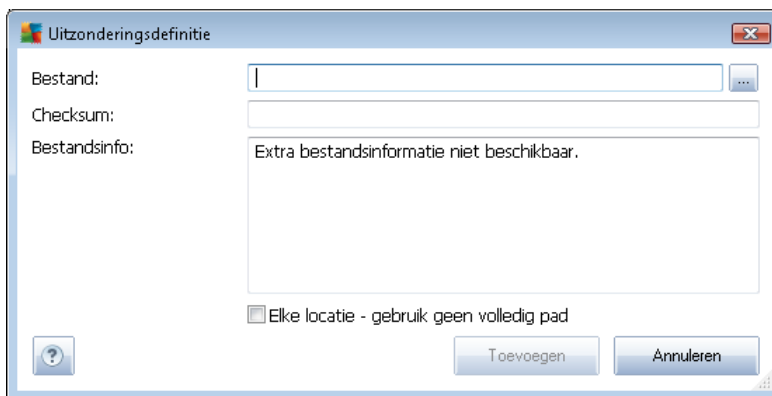 Uitzonderingsdefinitie
Bestand:
...
Checksum:
Bestandsinfo:
Extra bestandsinformatie niet beschikbaar.
Elke locatie - gebruik geen volledig pad
?
Toevoegen
Annuleren